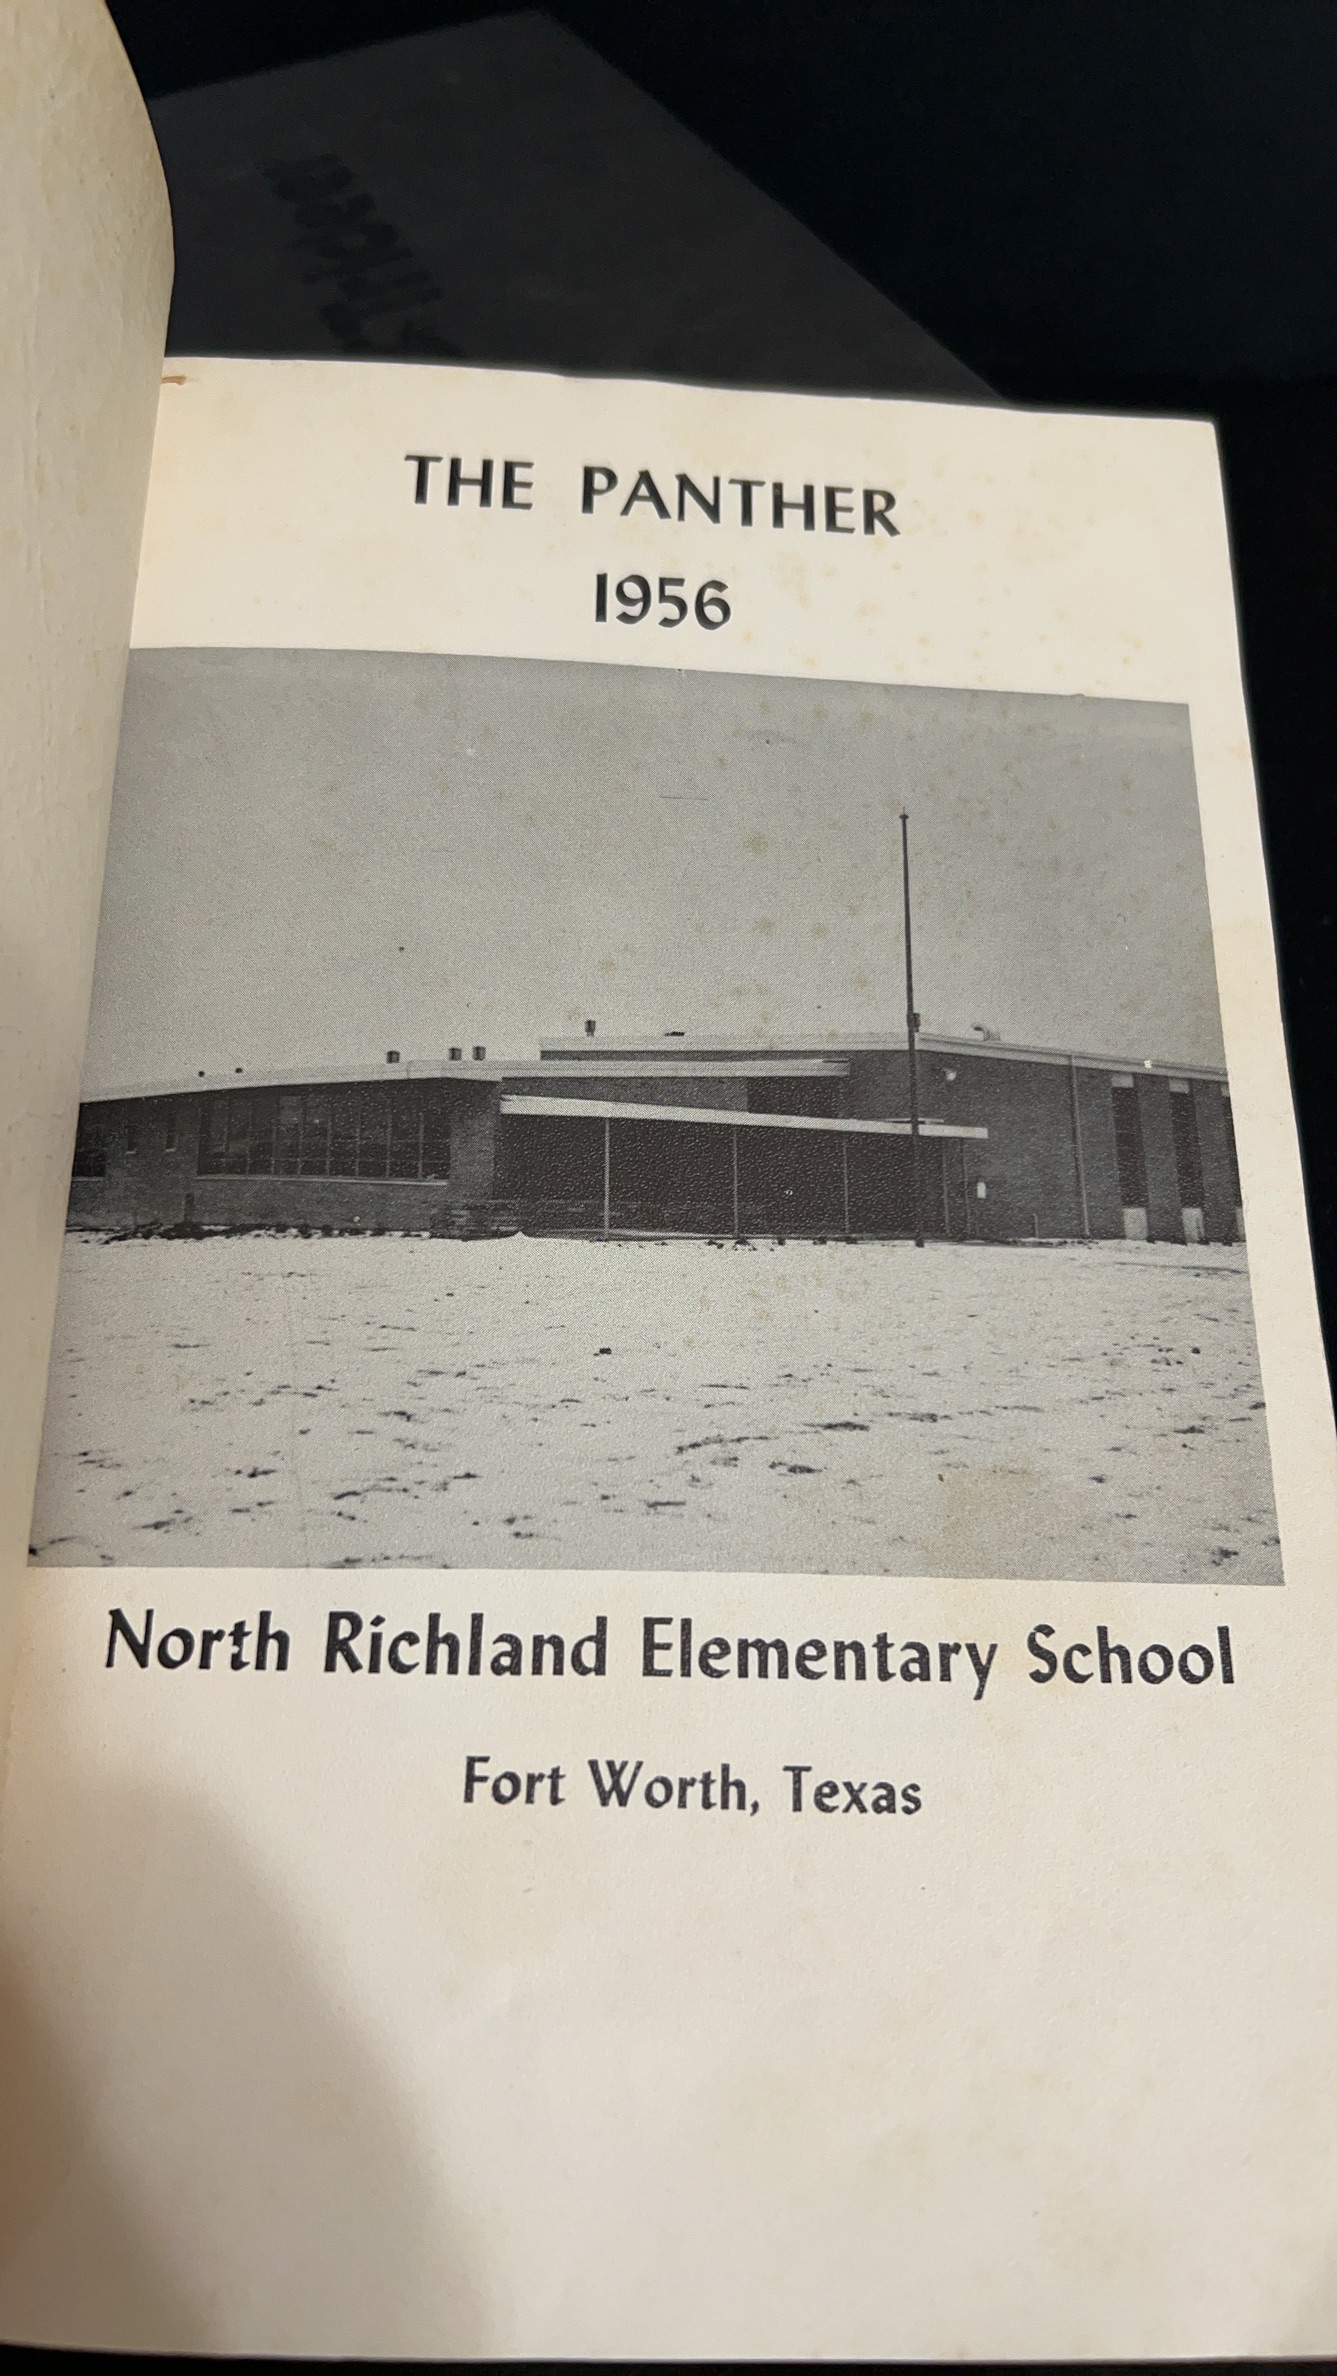 THE PANTHER
1956
North Richland Elementary School
Fort Worth, Texas